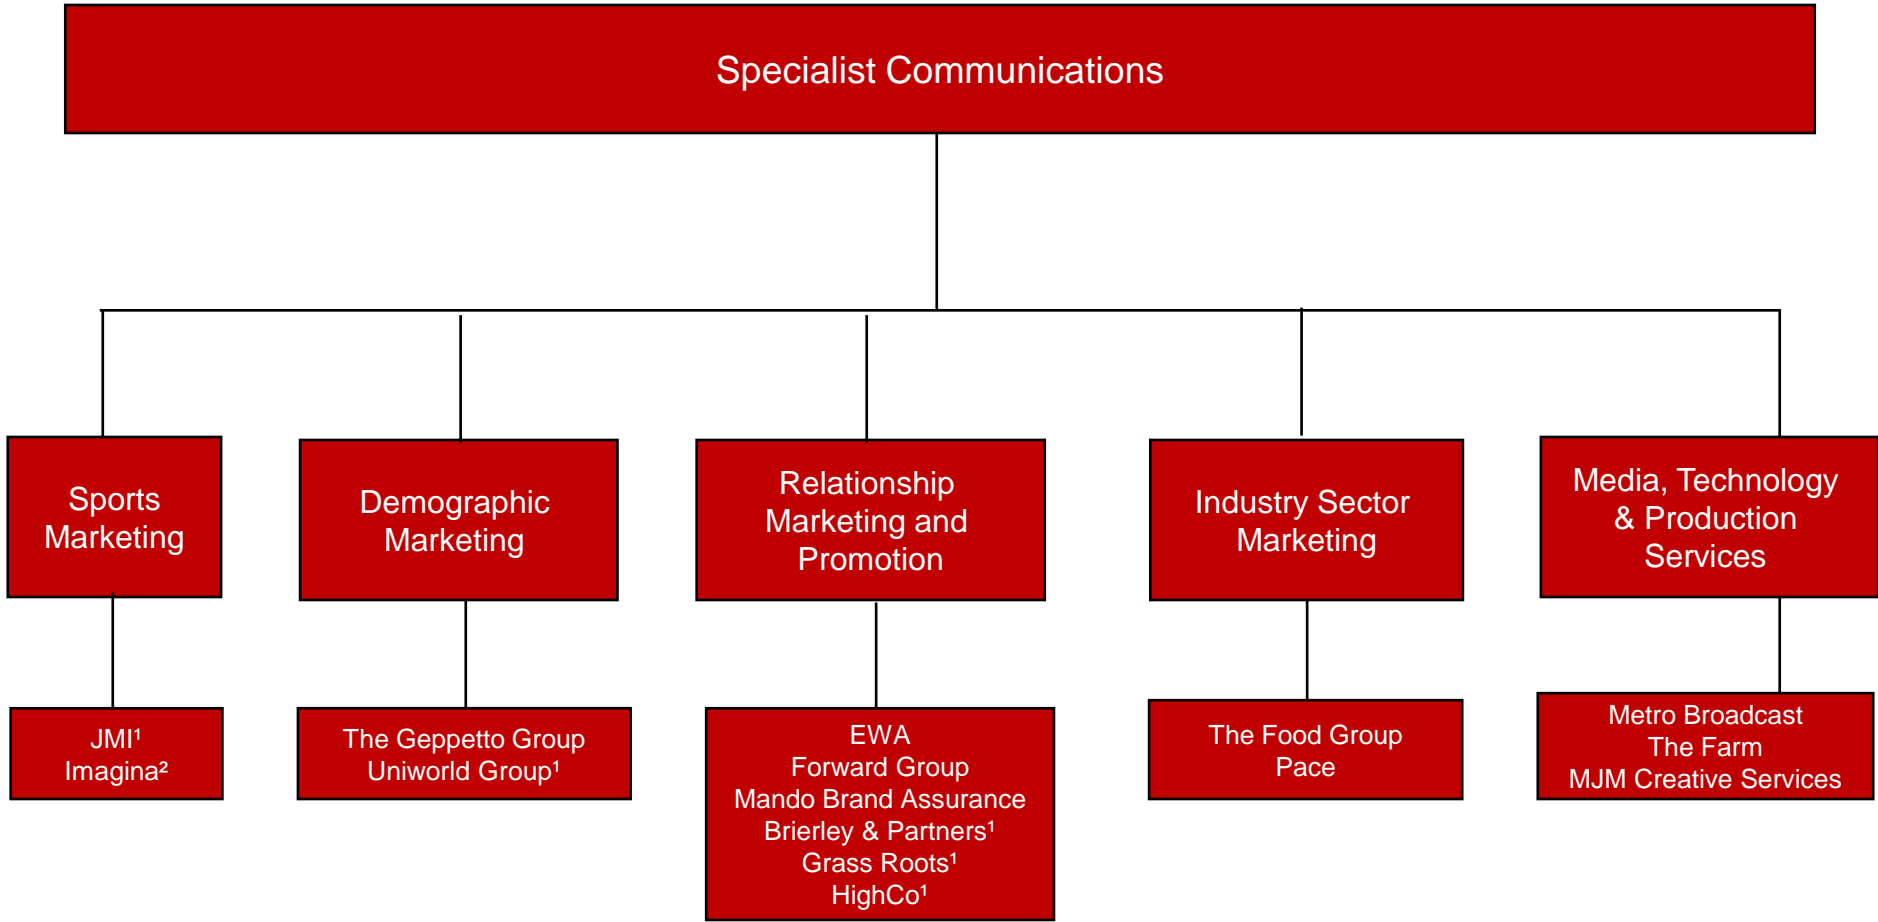 Specialist Communications
Sports
Marketing
Demographic
Marketing
Relationship
Marketing and
Promotion
Industry Sector
Marketing
Media, Technology
& Production
Services
JMI¹
Imagina²
The Geppetto Group
Uniworld Group¹
EWA
Forward Group
Mando Brand Assurance
Brierley & Partners¹
Grass Roots¹
HighCo¹
The Food Group
Pace
Metro Broadcast
The Farm
MJM Creative Services